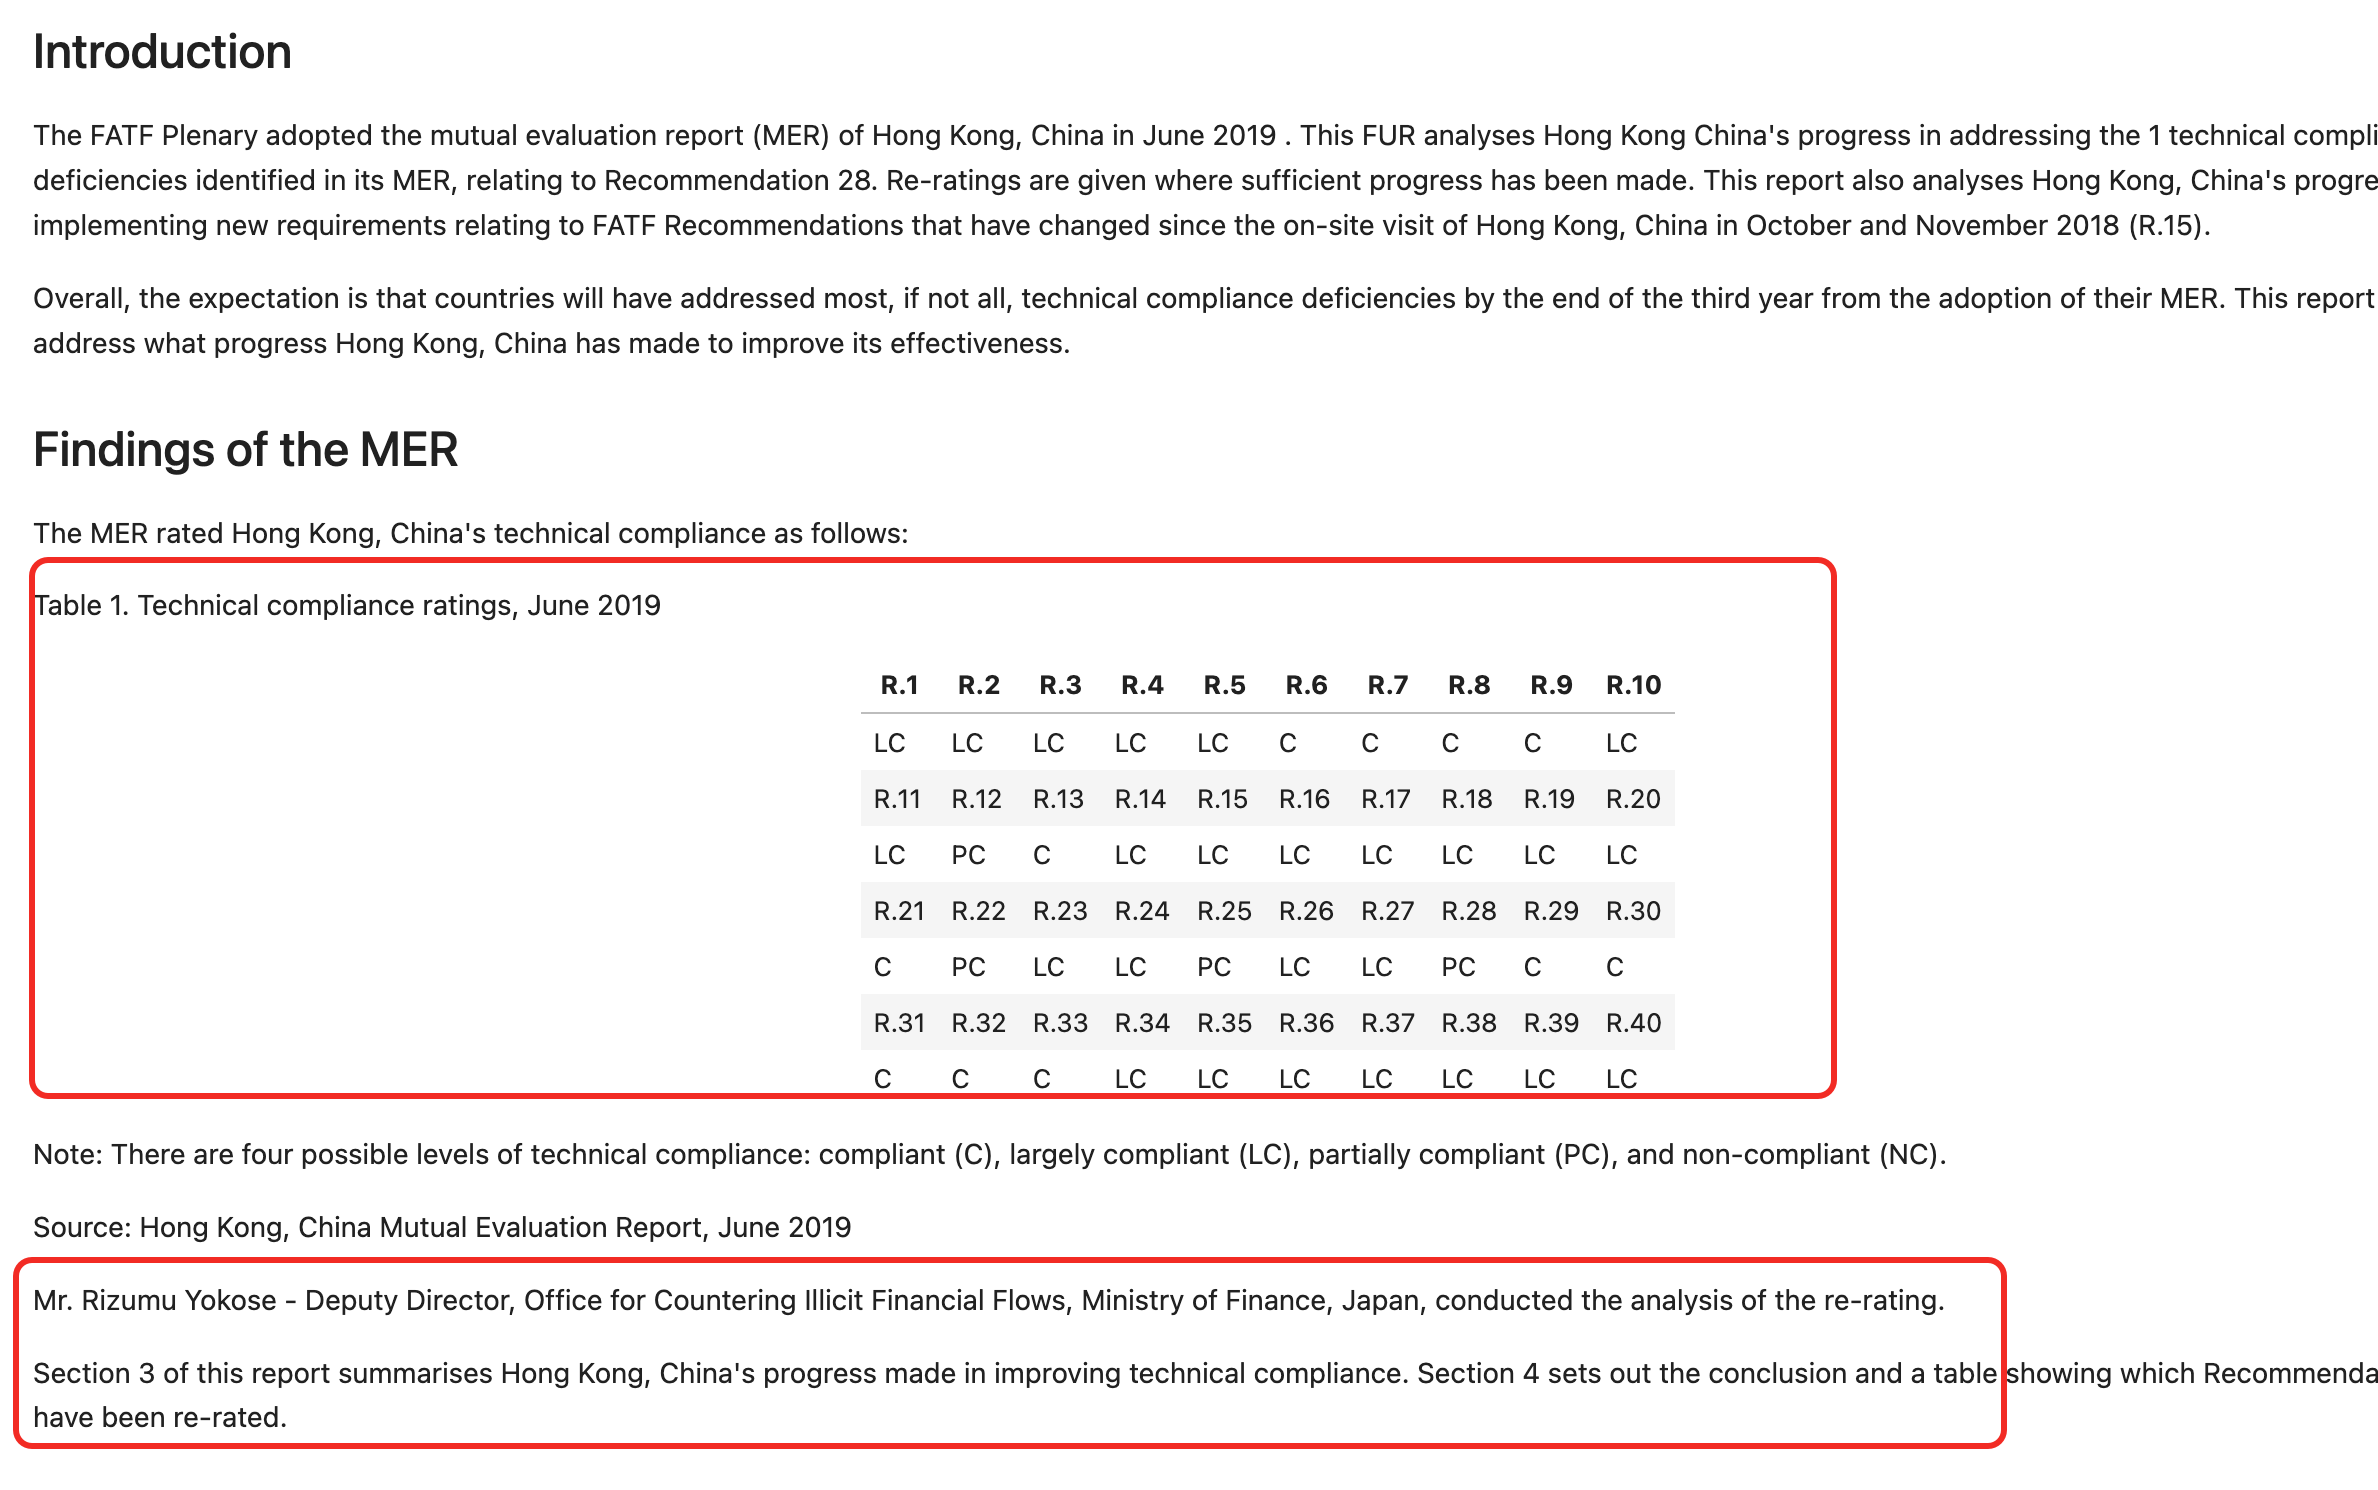 Introduction
The FATF Plenary adopted the mutual evaluation report (MER) of Hong Kong, China in June 2019 . This FUR analyses Hong Kong China's progress in addressing the 1 technical
deficiencies identified in its MER, relating to Recommendation 28. Re-ratings are given where sufficient progress has been made. This report also analyses Hong Kong, China's
implementing new requirements relating to FATF Recommendations that have changed since the on-site visit of Hong Kong, China in October and November 2018 (R.15).
Overall, the expectation is that countries will have addressed most, if not all, technical compliance deficiencies by the end of the third year from the adoption of their MER. This report
address what progress Hong Kong, China has made to improve its effectiveness.
Findings of the MER
The MER rated Hong Kong, China's technical compliance as follows:
Table 1. Technical compliance ratings, June 2019
R.1 R.2 R.3 R.4 R.5 R.6 R.7 R.8 R.9 R.10
LC LC LC LC LC C C C C LC
R.11 R.12 R.13 R.14 R.15 R.16 R.17 R.18 R.19 R.20
LC PC C LC LC LC LC LC LC LC
R.21 R.22 R.23 R.24 R.25 R.26 R.27 R.28 R.29 R.30
C PC LC LC PC LC LC PC C C
R.31 R.32 R.33 R.34 R.35 R.36 R.37 R.38 R.39 R.40
C C C LC LC LC LC LC LC LC
Note: There are four possible levels of technical compliance: compliant (C), largely compliant (LC), partially compliant (PC), and non-compliant (NC).
Source: Hong Kong, China Mutual Evaluation Report, June 2019
Mr. Rizumu Yokose - Deputy Director, Office for Countering Illicit Financial Flows, Ministry of Finance, Japan, conducted the analysis of the re-rating.
Section 3 of this report summarises Hong Kong, China's progress made in improving technical compliance. Section 4 sets out the conclusion and a table showing which
have been re-rated.